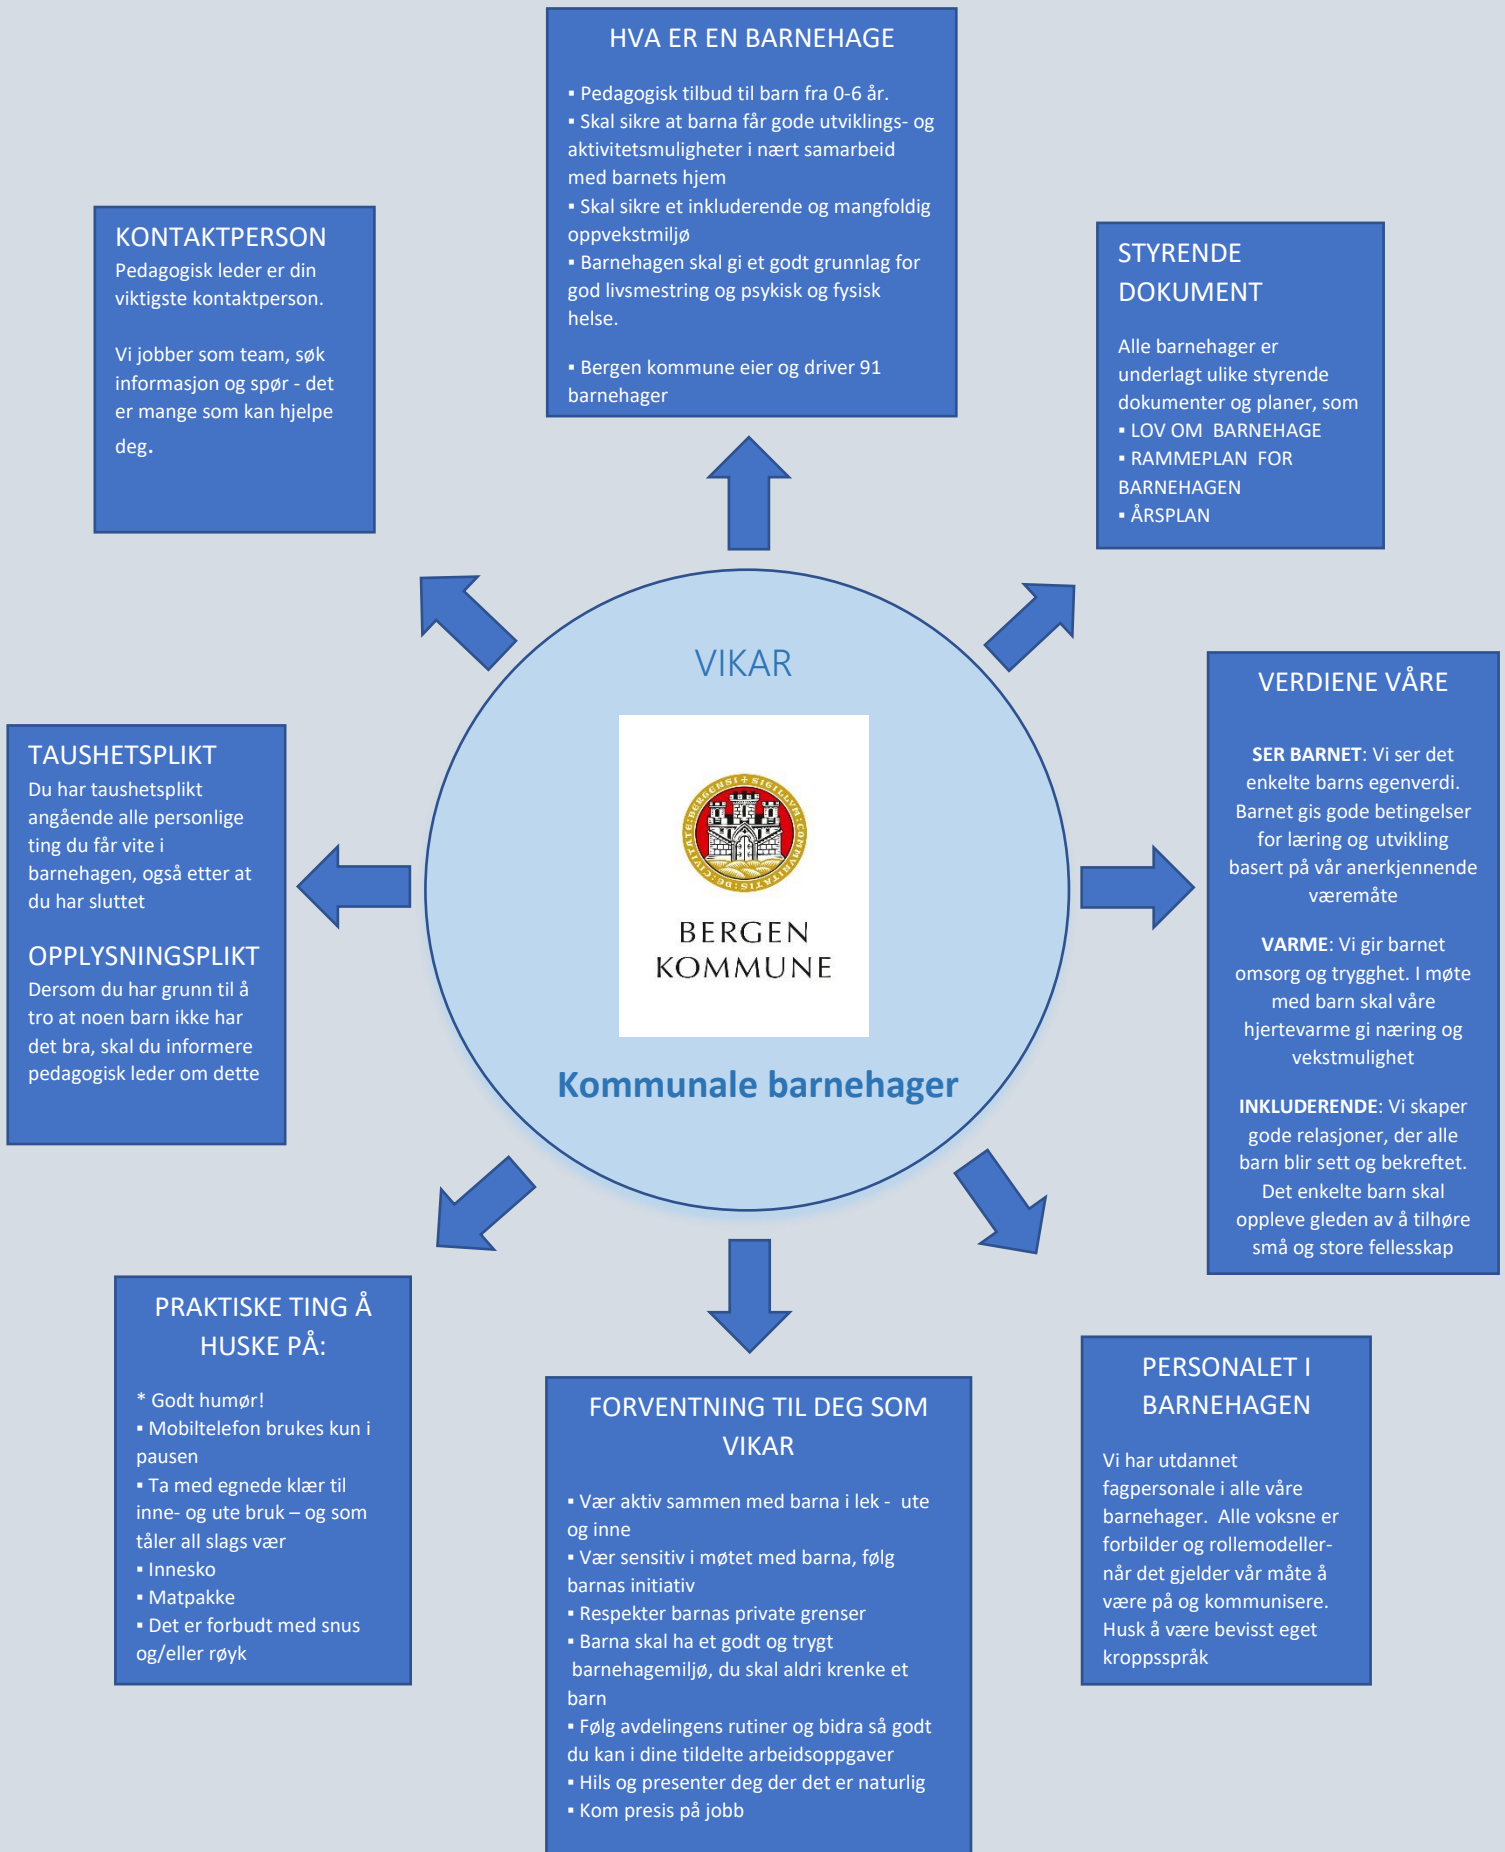 HVA ER EN BARNEHAGE
▪ Pedagogisk tilbud til barn fra 0-6 år.
▪ Skal sikre at barna får gode utviklings- og
aktivitetsmuligheter i nært samarbeid
med barnets hjem
▪ Skal sikre et inkluderende og mangfoldig
oppvekstmiljø
▪ Barnehagen skal gi et godt grunnlag for
god livsmestring og psykisk og fysisk
helse.
▪ Bergen kommune eier og driver 91
barnehager
KONTAKTPERSON
Pedagogisk leder er din
viktigste kontaktperson.
Vi jobber som team, søk
informasjon og spør - det
er mange som kan hjelpe
deg.
STYRENDE
DOKUMENT
Alle barnehager er
underlagt ulike styrende
dokumenter og planer, som
▪ LOV OM  BARNEHAGE
▪ RAMMEPLAN  FOR
BARNEHAGEN
▪ ÅRSPLAN
VIKAR
DE:CIVITATE:BERGENSI+SIGILLVM:COMMVNITATIS:
BERGEN
KOMMUNE
Kommunale barnehager
VERDIENE VÅRE
SER BARNET: Vi ser det
enkelte barns egenverdi.
Barnet gis gode betingelser
for læring og utvikling
basert på vår anerkjennende
væremåte
VARME: Vi gir barnet
omsorg og trygghet. I møte
med barn skal våre
hjertevarme gi næring og
vekstmulighet
INKLUDERENDE: Vi skaper
gode relasjoner, der alle
barn blir sett og bekreftet.
Det enkelte barn skal
oppleve gleden av å tilhøre
små og store fellesskap
TAUSHETSPLIKT
Du har taushetsplikt
angående alle personlige
ting du får vite i
barnehagen, også etter at
du har sluttet
OPPLYSNINGSPLIKT
Dersom du har grunn til å
tro at noen barn ikke har
det bra, skal du informere
pedagogisk leder om dette
PRAKTISKE TING Å
HUSKE PÅ:
* Godt humør!
▪ Mobiltelefon brukes kun i
pausen
▪ Ta med egnede klær til
inne- og ute bruk – og som
tåler all slags vær
▪ Innesko
▪ Matpakke
▪ Det er forbudt med snus
og/eller røyk
FORVENTNING TIL DEG SOM
VIKAR
▪ Vær aktiv sammen med barna i lek -  ute
og inne
▪ Vær sensitiv i møtet med barna, følg
barnas initiativ
▪ Respekter barnas private grenser
▪ Barna skal ha et godt og trygt
barnehagemiljø, du skal aldri krenke et
barn
▪ Følg avdelingens rutiner og bidra så godt
du kan i dine tildelte arbeidsoppgaver
▪ Hils og presenter deg der det er naturlig
▪ Kom presis på jobb
PERSONALET I
BARNEHAGEN
Vi har utdannet
fagpersonale i alle våre
barnehager.  Alle voksne er
forbilder og rollemodeller-
når det gjelder vår måte å
være på og kommunisere.
Husk å være bevisst eget
kroppsspråk